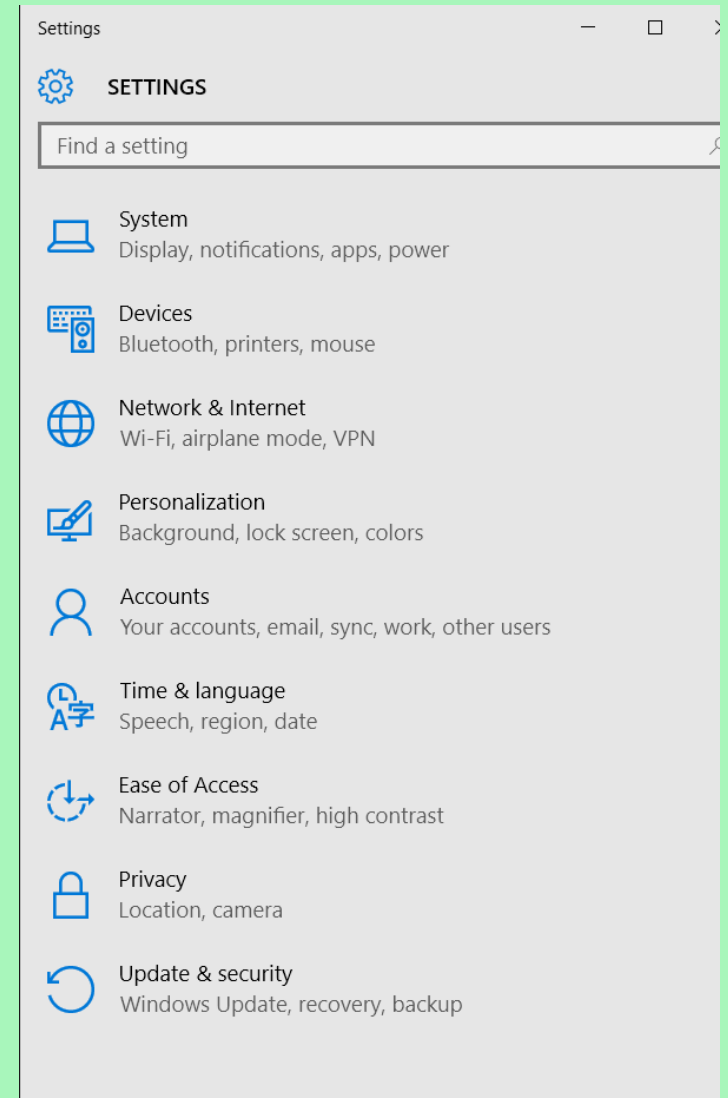 Settings
SETTINGS
Find a setting
System
Display, notifications, apps, power
Devices
Bluetooth, printers, mouse
Network & Internet
Wi-Fi, airplane mode, VPN
Personalization
Background, lock screen, colors
Accounts
Your accounts, email, sync, work, other users
Time & language
Speech, region, date
Ease of Access
Narrator, magnifier, high contrast
Privacy
Location, camera
Update & security
Windows Update, recovery, backup